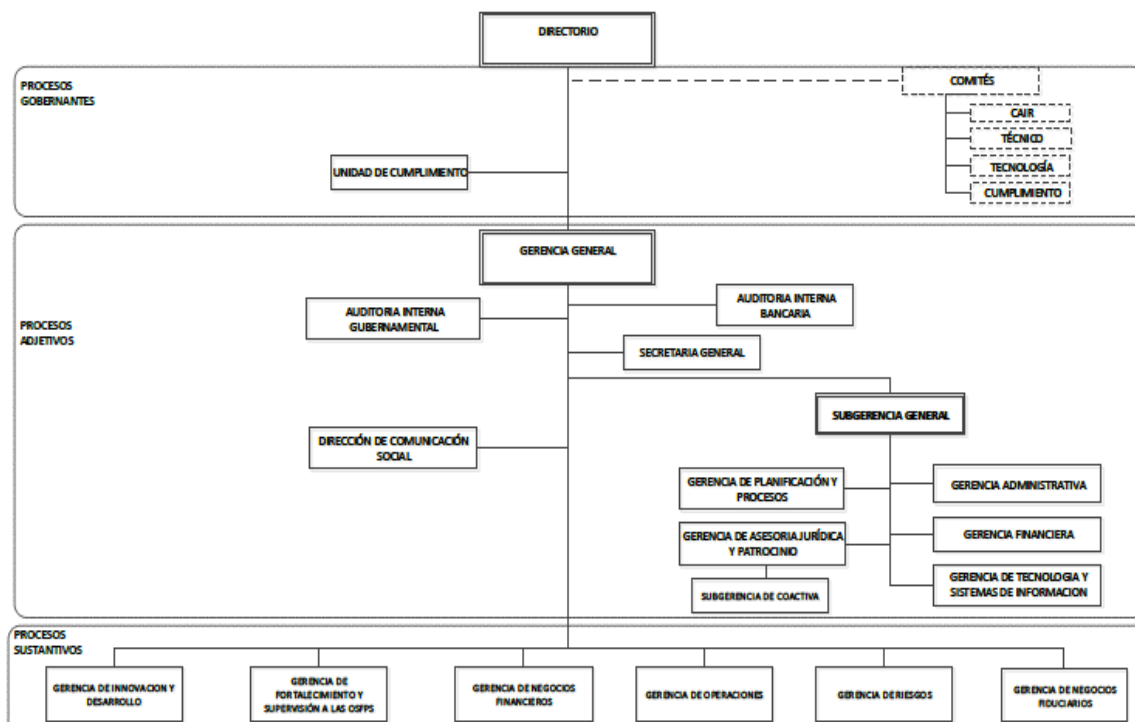 DIRECTORIO
PROCESOS
GOBERNANTES
COMITÉS
CAIR
TÉCNICO
TECNOLOGÍA
CUMPLIMIENTO
UNIDAD DE CUMPLIMIENTO
GERENCIA GENERAL
PROCESOS
ADJETIVOS
AUDITORIA INTERNA
GUBERNAMENTAL
AUDITORIA INTERNA
BANCARIA
SECRETARIA GENERAL
SUBGERENCIA GENERAL
DIRECCIÓN DE COMUNICACIÓN
SOCIAL
GERENCIA DE PLANIFICACIÓN Y
PROCESOS
GERENCIA ADMINISTRATIVA
GERENCIA DE ASESORIA JURÍDICA
Y PATROCINIO
GERENCIA FINANCIERA
SUBGERENCIA DE COACTIVA
GERENCIA DE TECNOLOGIA Y
SISTEMAS DE INFORMACION
PROCESOS
SUSTANTIVOS
GERENCIA DE INNOVACION Y
DESARROLLO
GERENCIA DE
FORTALECIMIENTO Y
SUPERVISIÓN A LAS OSFPS
GERENCIA DE NEGOCIOS
FINANCIEROS
GERENCIA DE OPERACIONES
GERENCIA DE RIESGOS
GERENCIA DE NEGOCIOS
FIDUCIARIOS